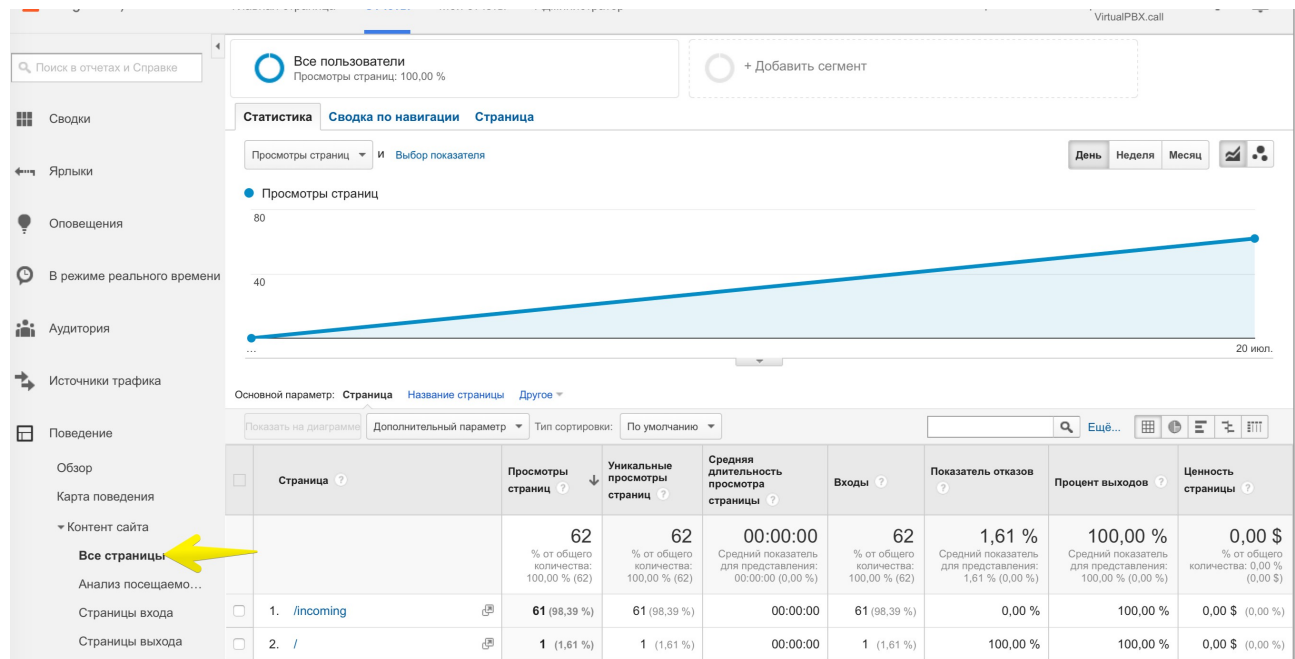 VirtualPBX.call
Поиск в отчетах и Справке
Сводки
Ярлыки
Оповещения
В режиме реального времени
Аудитория
Источники трафика
Поведение
Обзор
Карта поведения
Контент сайта
Все страницы
Анализ посещаемо…
Страницы входа
Страницы выхода
Все пользователи
Просмотры страниц: 100,00 %
+ Добавить сегмент
Статистика Сводка по навигации Страница
Просмотры страниц И Выбор показателя
День Неделя Месяц
Просмотры страниц
80
40
... 20 июл.
Основной параметр: Страница Название страницы Другое
Показать на диаграмме Дополнительный параметр Тип сортировки: По умолчанию Ещё...
Страница ?
Просмотры
страниц ?
Уникальные
просмотры
страниц ?
Средняя
длительность
просмотра
страницы ?
Входы ?
Показатель отказов
?
Процент выходов ?
Ценность
страницы ?
62
% от общего
количества:
100,00 % (62)
62
% от общего
количества:
100,00 % (62)
00:00:00
Средний показатель
для представления:
00:00:00 (0,00 %)
62
% от общего
количества:
100,00 % (62)
1,61 %
Средний показатель
для представления:
1,61 % (0,00 %)
100,00 %
Средний показатель
для представления:
100,00 % (0,00 %)
0,00 $
% от общего
количества: 0,00 %
(0,00 $)
1. /incoming 61 (98,39 %) 61 (98,39 %) 00:00:00 61 (98,39 %) 0,00 % 100,00 % 0,00 $ (0,00 %)
2. / 1 (1,61 %) 1 (1,61 %) 00:00:00 1 (1,61 %) 100,00 % 100,00 % 0,00 $ (0,00 %)